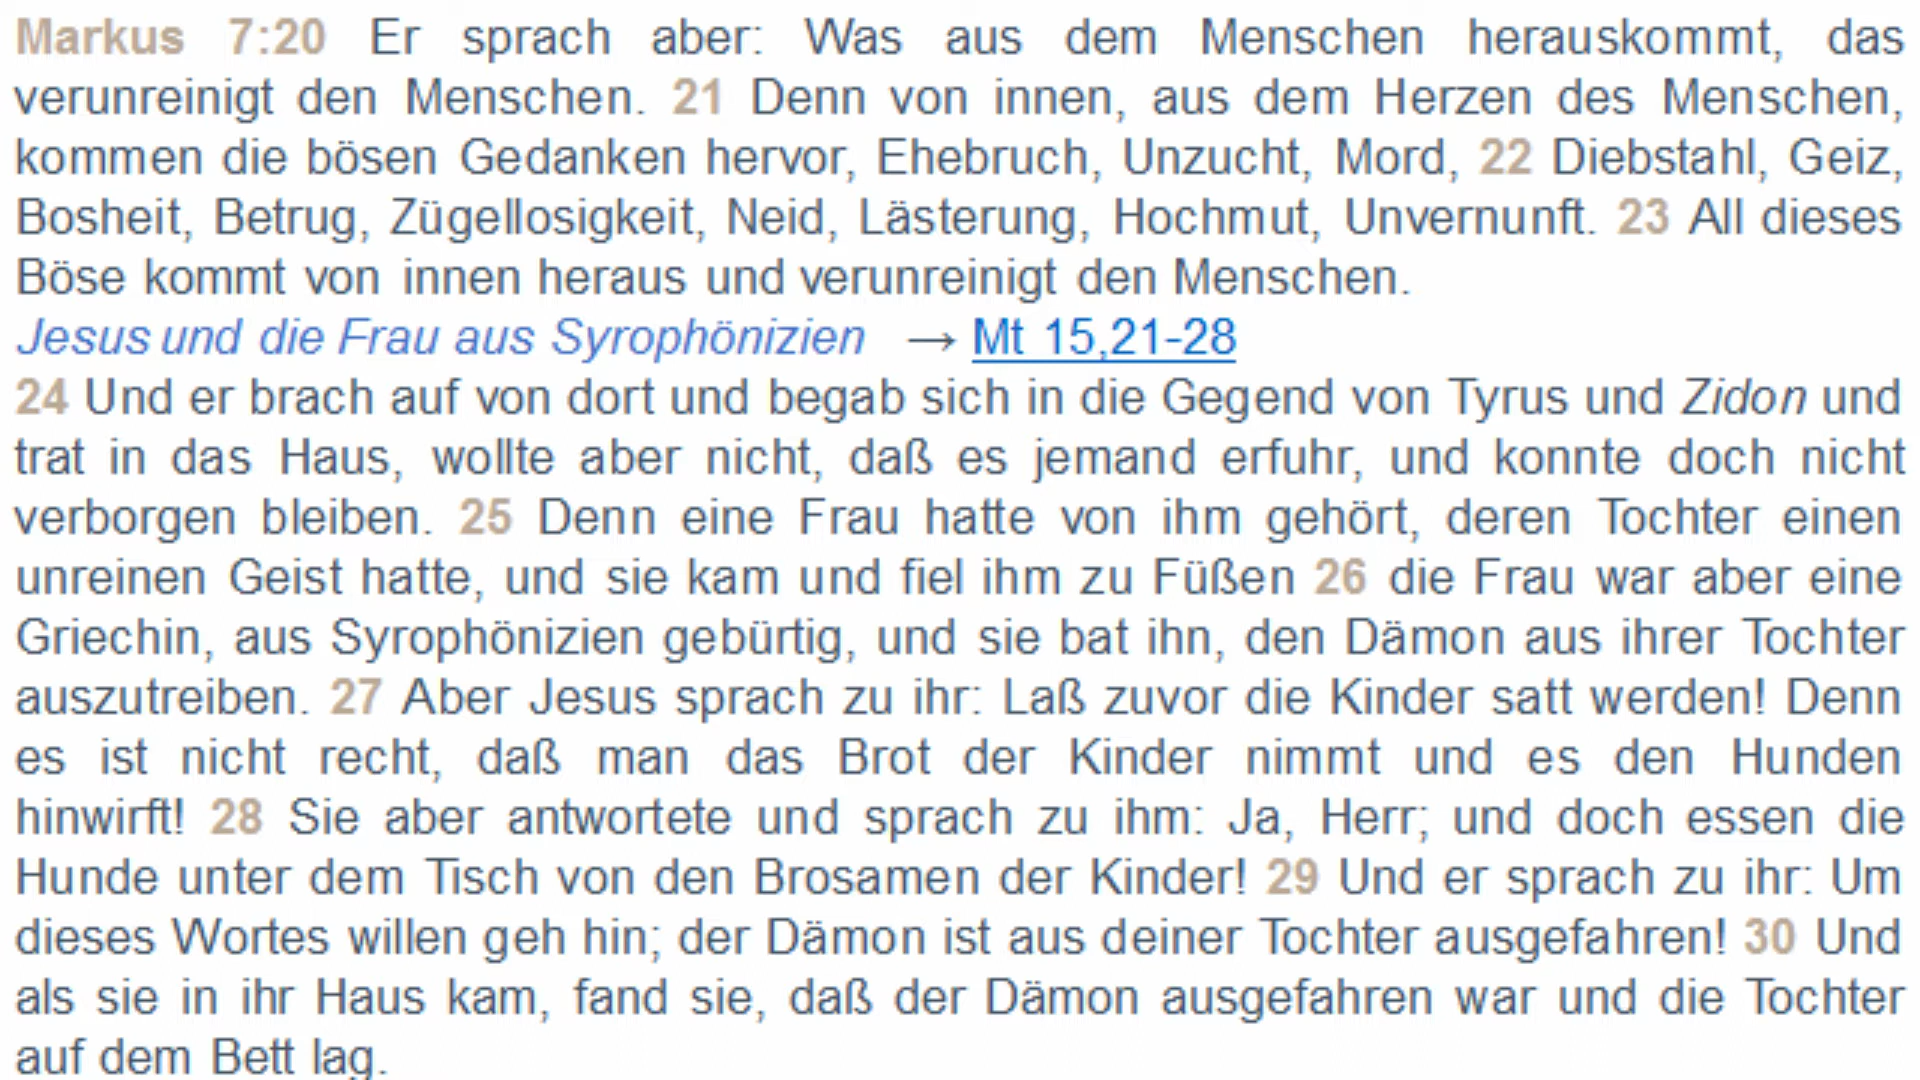 Markus 7:20 Er sprach aber: Was aus dem Menschen herauskommt, das
verunreinigt den Menschen. 21 Denn von innen, aus dem Herzen des Menschen,
kommen die bösen Gedanken hervor, Ehebruch, Unzucht, Mord, 22 Diebstahl, Geiz,
Bosheit, Betrug, Zügellosigkeit, Neid, Lästerung, Hochmut, Unvernunft. 23 All dieses
Böse kommt von innen heraus und verunreinigt den Menschen.
Jesus und die Frau aus Syrophönizien → Mt 15,21-28
24 Und er brach auf von dort und begab sich in die Gegend von Tyrus und Zidon und
trat in das Haus, wollte aber nicht, daß es jemand erfuhr, und konnte doch nicht
verborgen bleiben. 25 Denn eine Frau hatte von ihm gehört, deren Tochter einen
unreinen Geist hatte, und sie kam und fiel ihm zu Füßen 26 die Frau war aber eine
Griechin, aus Syrophönizien gebürtig, und sie bat ihn, den Dämon aus ihrer Tochter
auszutreiben. 27 Aber Jesus sprach zu ihr: Laß zuvor die Kinder satt werden! Denn
es ist nicht recht, daß man das Brot der Kinder nimmt und es den Hunden
hinwirft! 28 Sie aber antwortete und sprach zu ihm: Ja, Herr; und doch essen die
Hunde unter dem Tisch von den Brosamen der Kinder! 29 Und er sprach zu ihr: Um
dieses Wortes willen geh hin; der Dämon ist aus deiner Tochter ausgefahren! 30 Und
als sie in ihr Haus kam, fand sie, daß der Dämon ausgefahren war und die Tochter
auf dem Bett lag.